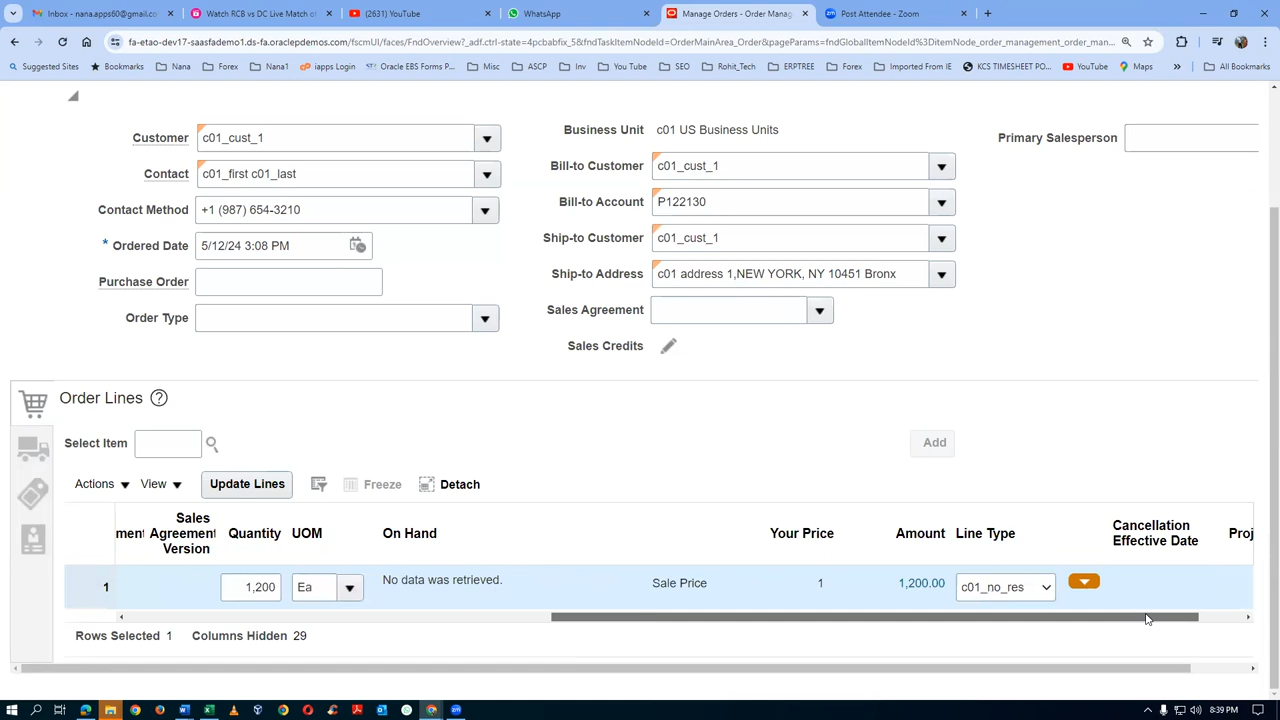 Inbox - nana.apps60@gmail.co
Watch RCB vs DC Live Match of
(2631) YouTube
WhatsApp
Manage Orders - Order Manage
Post Attendee - Zoom
fa-etao-dev17-saasfademo1.ds-fa.oraclepdemos.com/fscmUI/faces/FndOverview?_adf.ctrl-state=4pcbabfix_5&fndTaskItemNodeId=OrderMainArea_Order&pageParams=fndGlobalItemNodeId%3DitemNode_order_management_order_man...
Suggested Sites
Bookmarks
Nana
Forex
Nana1
iapps Login
Oracle EBS Forms P...
Misc
ASCP
Inv
You Tube
SEO
Rohit_Tech
ERPTREE
Forex
Imported From IE
KCS TIMESHEET PO...
YouTube
Maps
»
All Bookmarks
Customer c01_cust_1
Contact c01_first c01_last
Contact Method +1 (987) 654-3210
* Ordered Date 5/12/24 3:08 PM
Purchase Order
Order Type
Business Unit c01 US Business Units
Bill-to Customer c01_cust_1
Bill-to Account P122130
Ship-to Customer c01_cust_1
Ship-to Address c01 address 1,NEW YORK, NY 10451 Bronx
Sales Agreement
Sales Credits
Primary Salesperson
Order Lines ?
Select Item
Add
Actions View Update Lines Freeze Detach
ment
Sales
Agreement
Version
Quantity
UOM
On Hand
Your Price
Amount
Line Type
Cancellation
Effective Date
Proj
1 1,200 Ea No data was retrieved. Sale Price 1 1,200.00 c01_no_res
Rows Selected 1 Columns Hidden 29
8:39 PM